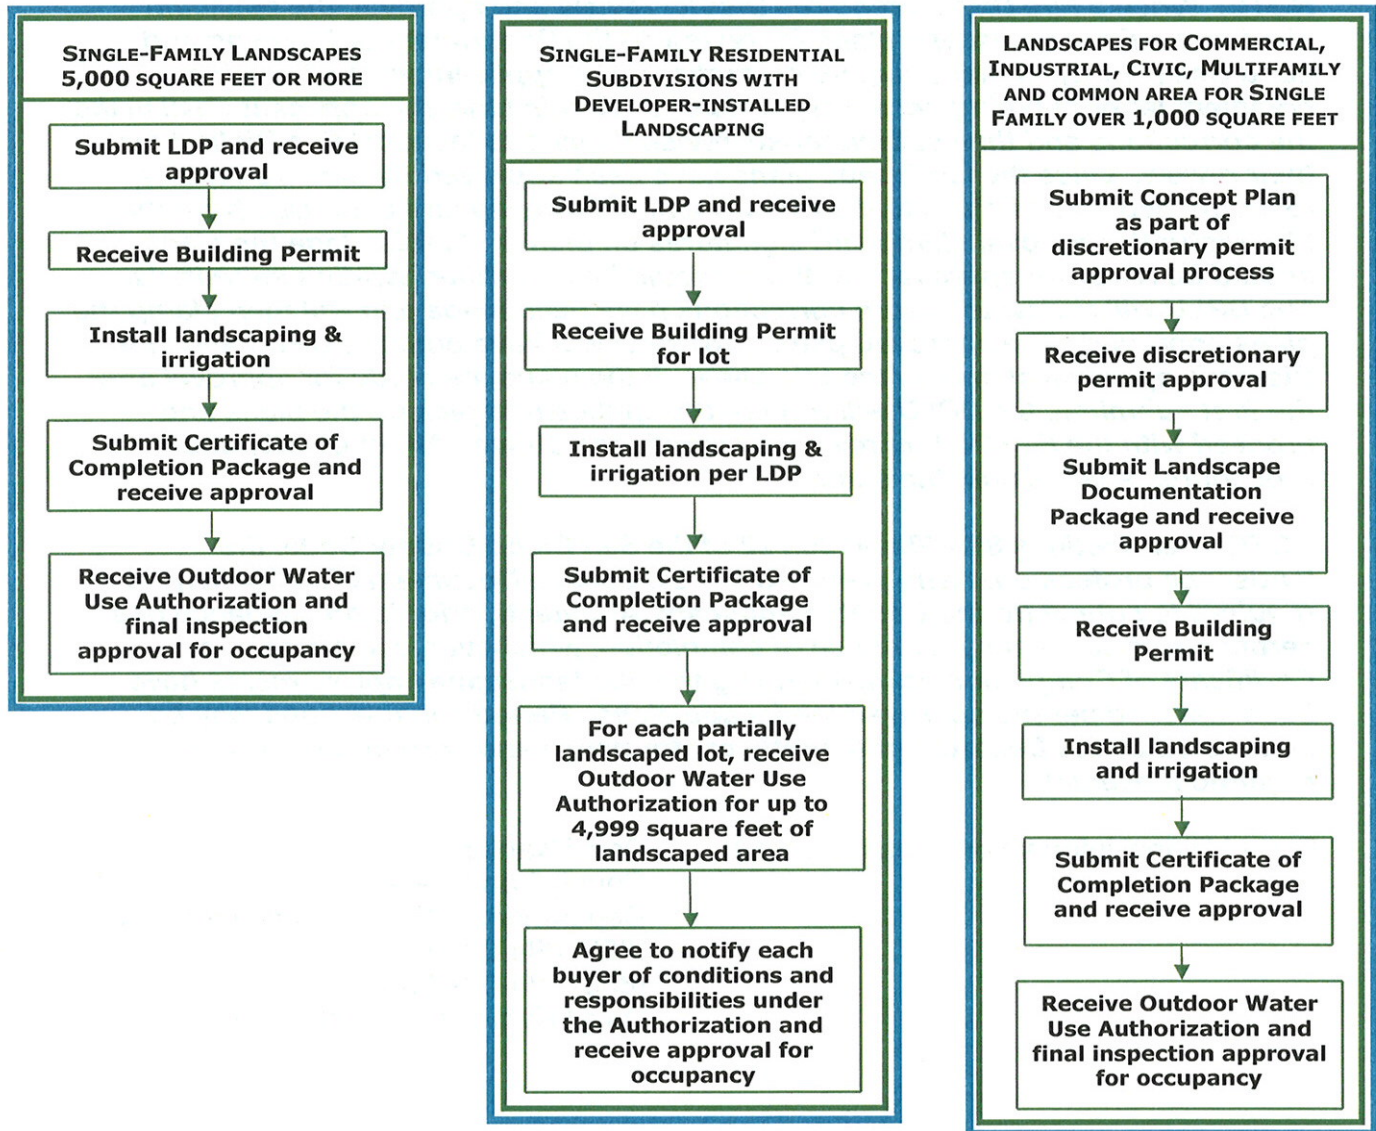 SINGLE-FAMILY LANDSCAPES
5,000 SQUARE FEET OR MORE
Submit LDP and receive
approval
Receive Building Permit
Install landscaping &
irrigation
Submit Certificate of
Completion Package and
receive approval
Receive Outdoor Water
Use Authorization and
final inspection
approval for occupancy
SINGLE-FAMILY RESIDENTIAL
SUBDIVISIONS WITH
DEVELOPER-INSTALLED
LANDSCAPING
Submit LDP and receive
approval
Receive Building Permit
for lot
Install landscaping &
irrigation per LDP
Submit Certificate of
Completion Package
and receive approval
For each partially
landscaped lot, receive
Outdoor Water Use
Authorization for up to
4,999 square feet of
landscaped area
Agree to notify each
buyer of conditions and
responsibilities under
the Authorization and
receive approval for
occupancy
LANDSCAPES FOR COMMERCIAL,
INDUSTRIAL, CIVIC, MULTIFAMILY
AND COMMON AREA FOR SINGLE
FAMILY OVER 1,000 SQUARE FEET
Submit Concept Plan
as part of
discretionary permit
approval process
Receive discretionary
permit approval
Submit Landscape
Documentation
Package and receive
approval
Receive Building
Permit
Install landscaping
and irrigation
Submit Certificate of
Completion Package
and receive approval
Receive Outdoor Water
Use Authorization and
final inspection approval
for occupancy